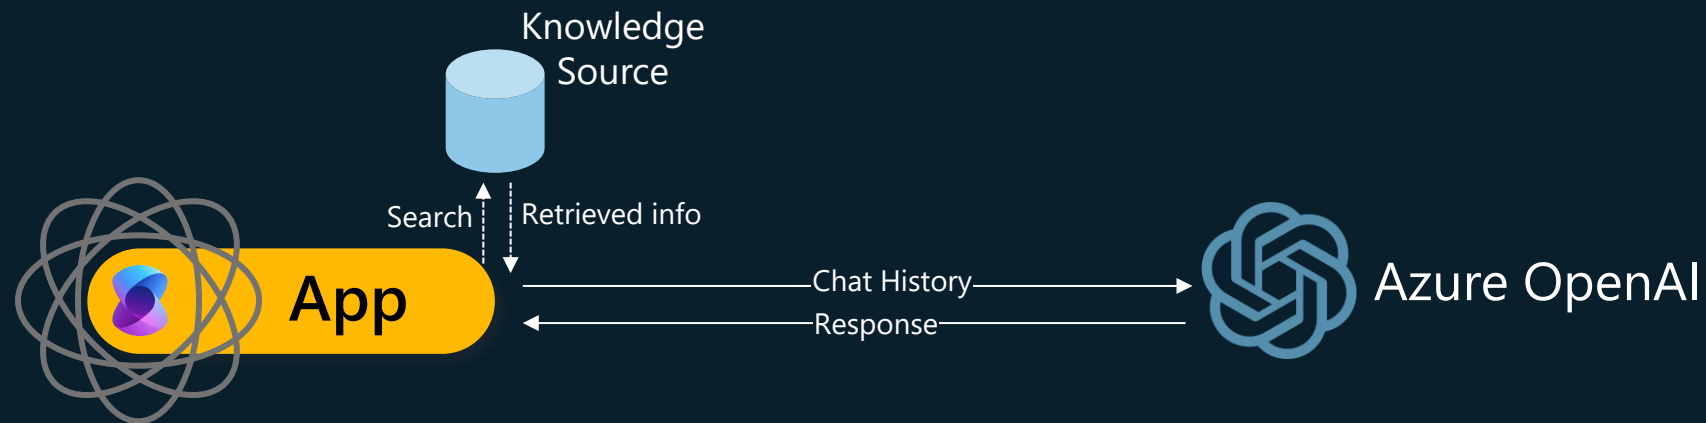 Knowledge
Source
Search
Retrieved info
App
Chat History
Response
Azure OpenAI